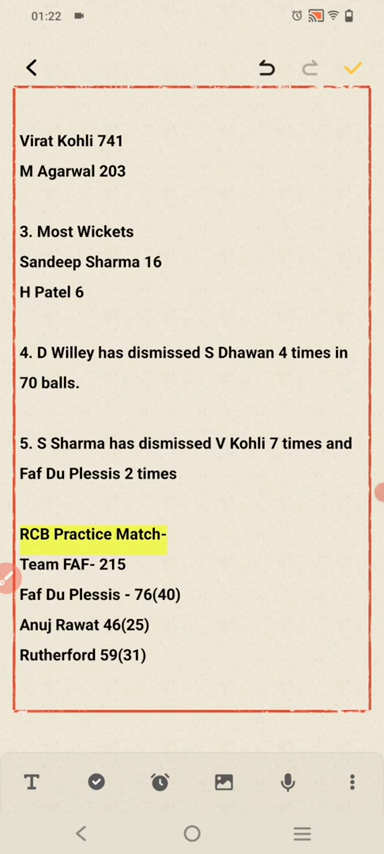 01:22
Virat Kohli 741
M Agarwal 203
3. Most Wickets
Sandeep Sharma 16
H Patel 6
4. D Willey has dismissed S Dhawan 4 times in
70 balls.
5. S Sharma has dismissed V Kohli 7 times and
Faf Du Plessis 2 times
RCB Practice Match-
Team FAF- 215
Faf Du Plessis - 76(40)
Anuj Rawat 46(25)
Rutherford 59(31)
T